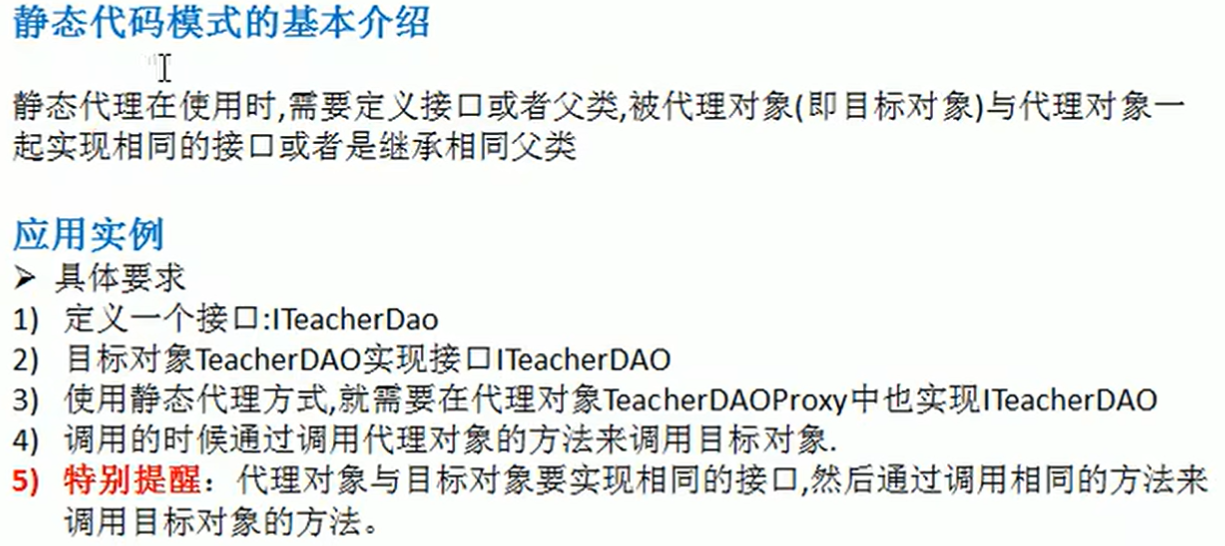 静态代码模式的基本介绍
静态代理在使用时,需要定义接口或者父类,被代理对象(即目标对象)与代理对象一
起实现相同的接口或者是继承相同父类
应用实例
➢ 具体要求
1) 定义一个接口:ITeacherDao
2) 目标对象TeacherDAO实现接口ITeacherDAO
3) 使用静态代理方式,就需要在代理对象TeacherDAOProxy中也实现ITeacherDAO
4) 调用的时候通过调用代理对象的方法来调用目标对象.
5) 特别提醒：代理对象与目标对象要实现相同的接口,然后通过调用相同的方法来
调用目标对象的方法。